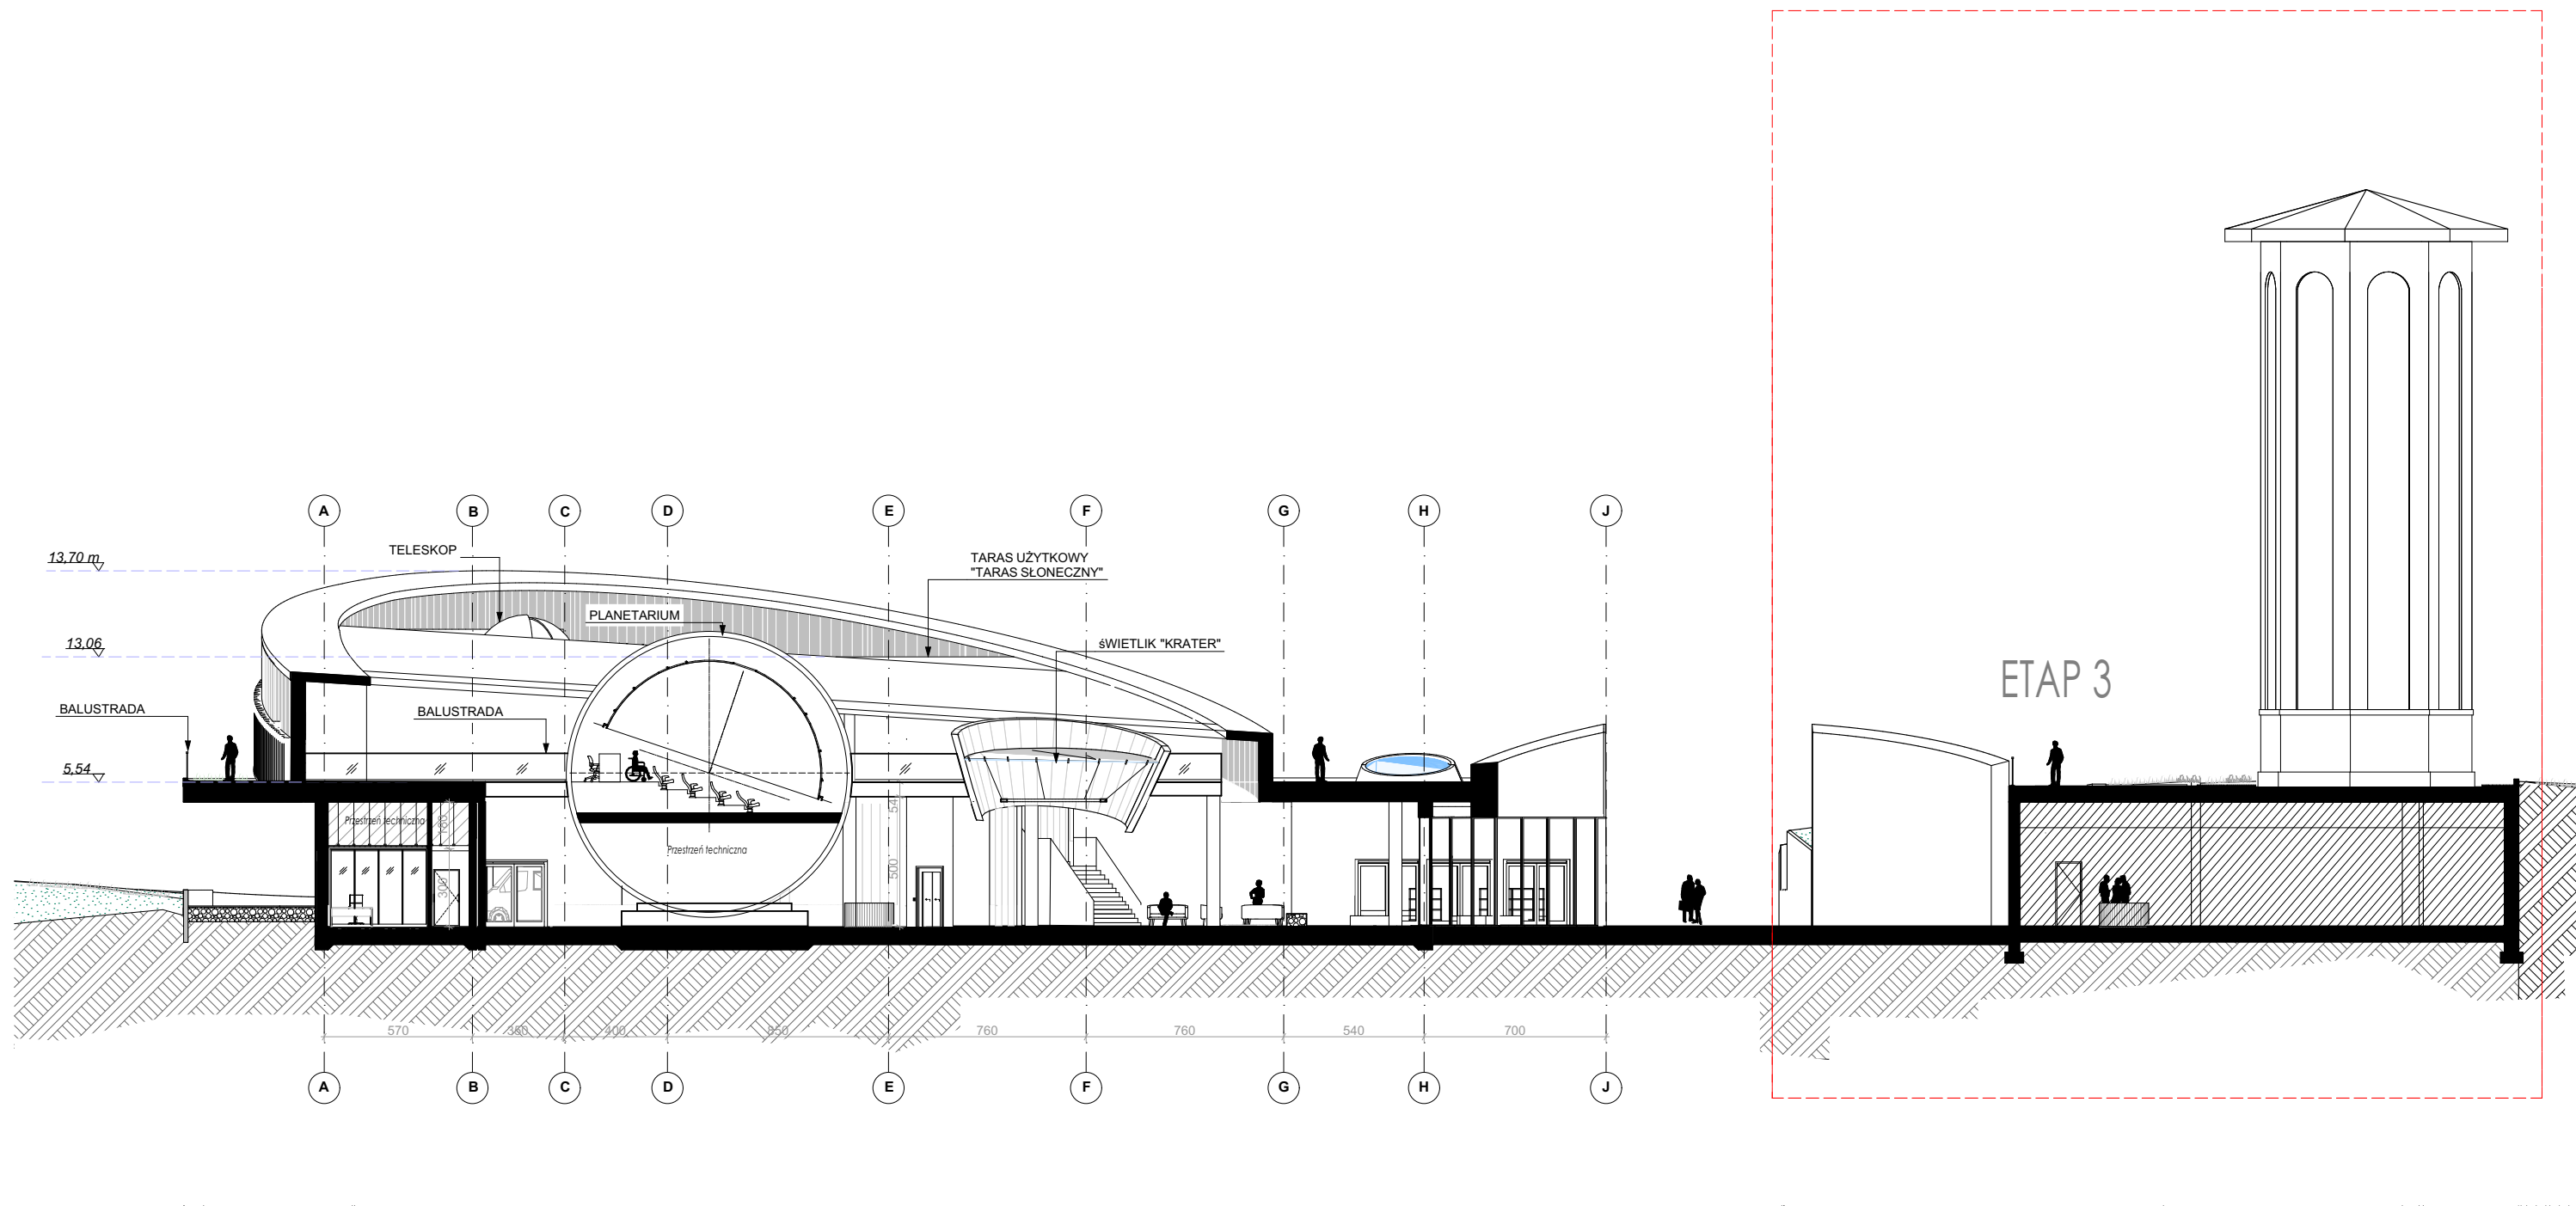 ETAP 3
A B C D E F G H J
TELESKOP
13,70 m
TARAS UŻYTKOWY
"TARAS SŁONECZNY"
PLANETARIUM
13,06
śWIETLIK "KRATER"
BALUSTRADA
BALUSTRADA
5,54
Przestrzeń techniczna
Przestrzeń techniczna
500
300
570 350 400 850 760 760 540 700
A B C D E F G H J